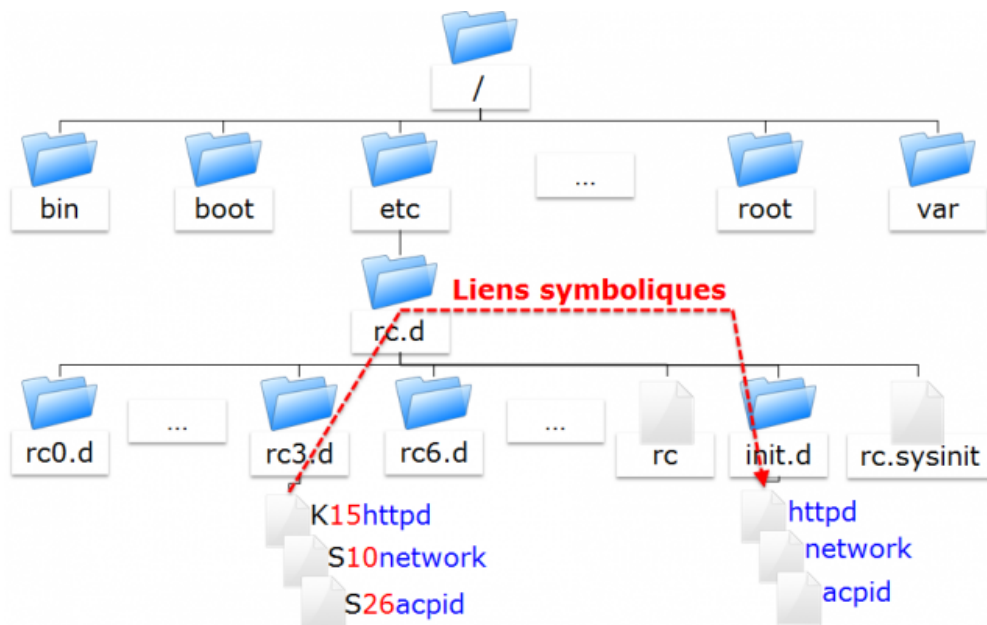 /
bin boot etc ... root var
Liens symboliques
rc.d
rc0.d ... rc3.d rc6.d ... rc init.d rc.sysinit
K15httpd httpd
S10network network
S26acpid acpid